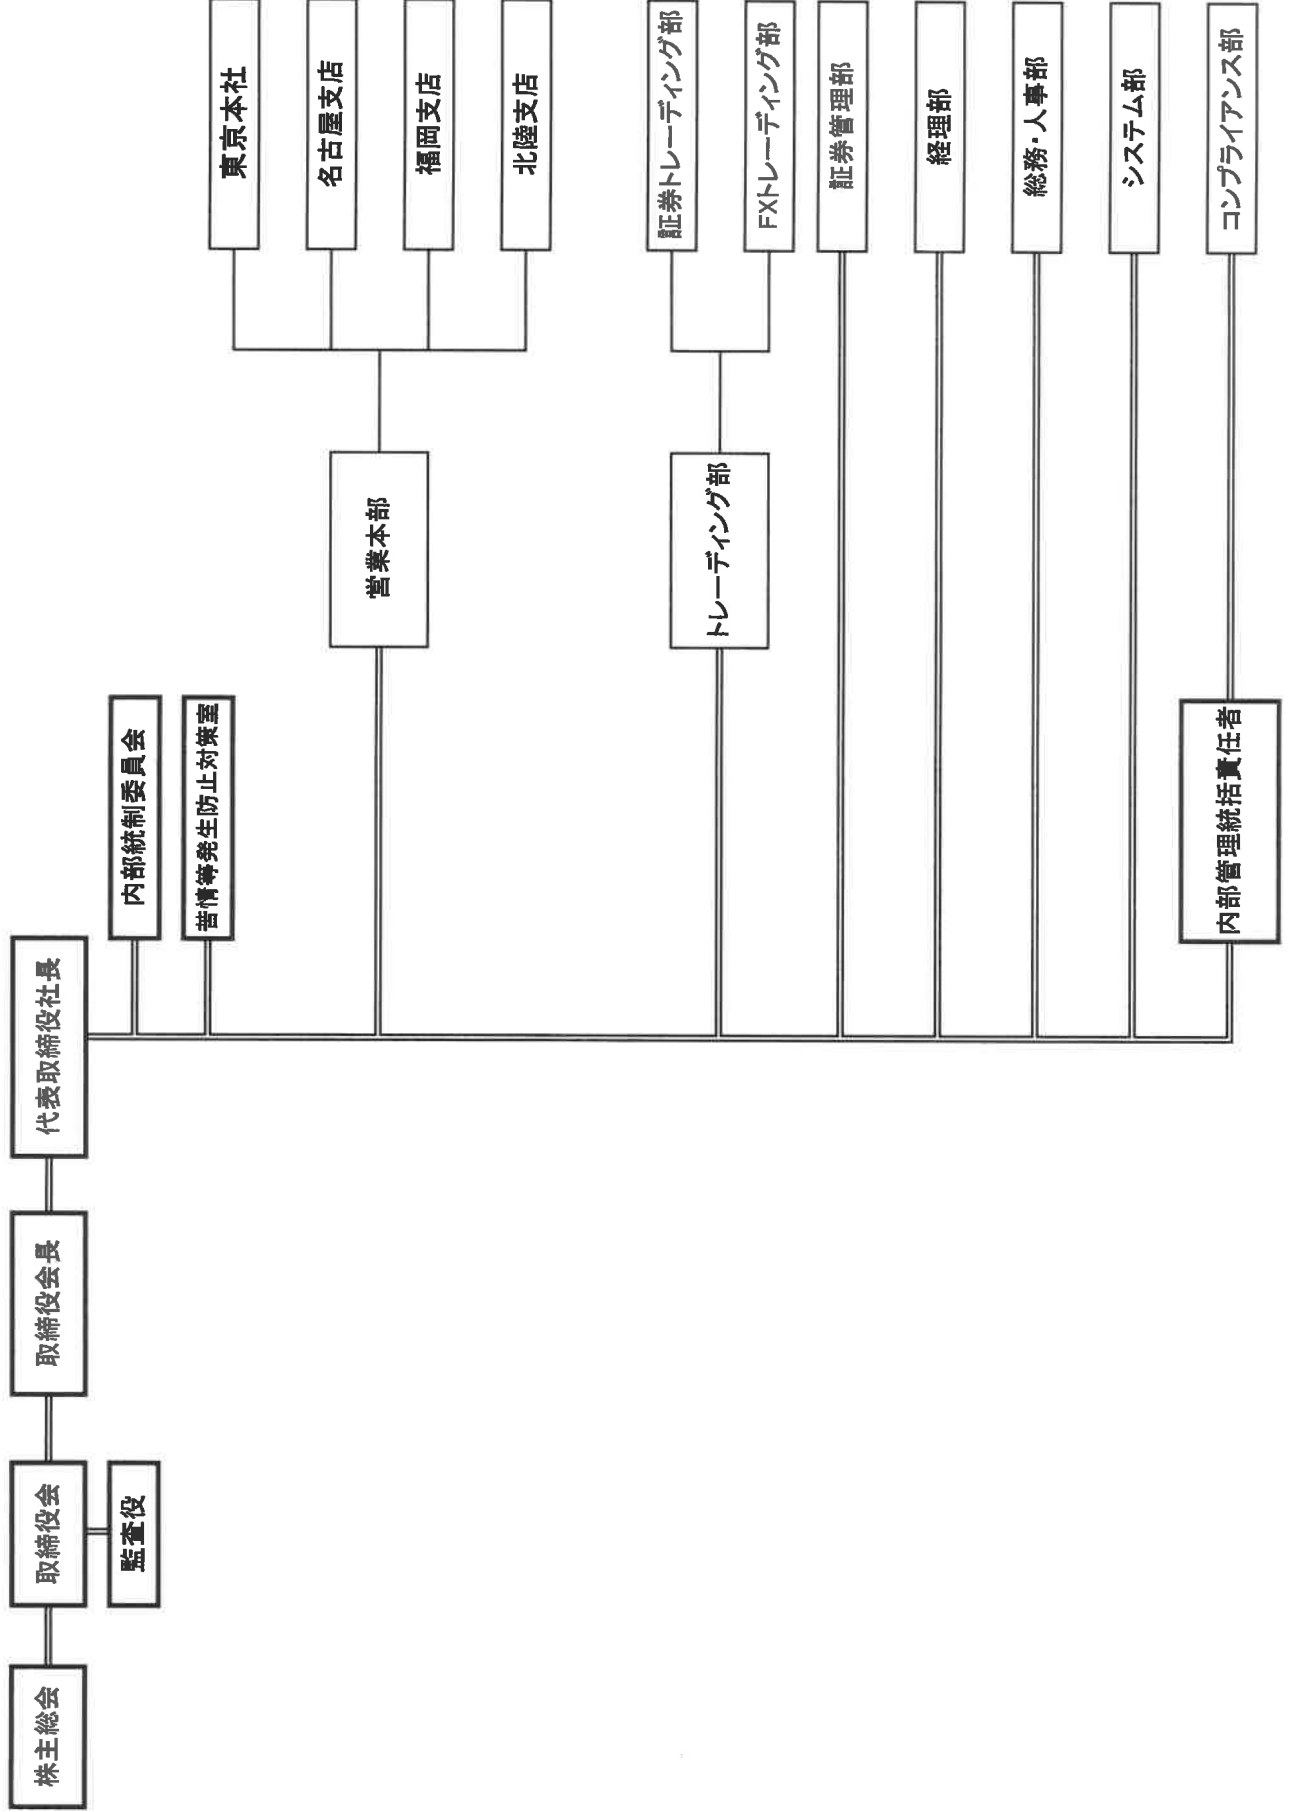 株主総会
取締役会
監査役
取締役会長
代表取締役社長
内部統制委員会
苦情等発生防止対策室
営業本部
東京本社
名古屋支店
福岡支店
北陸支店
トレーディング部
証券トレーディング部
FXトレーディング部
証券管理部
経理部
総務・人事部
システム部
内部管理統括責任者
コンプライアンス部